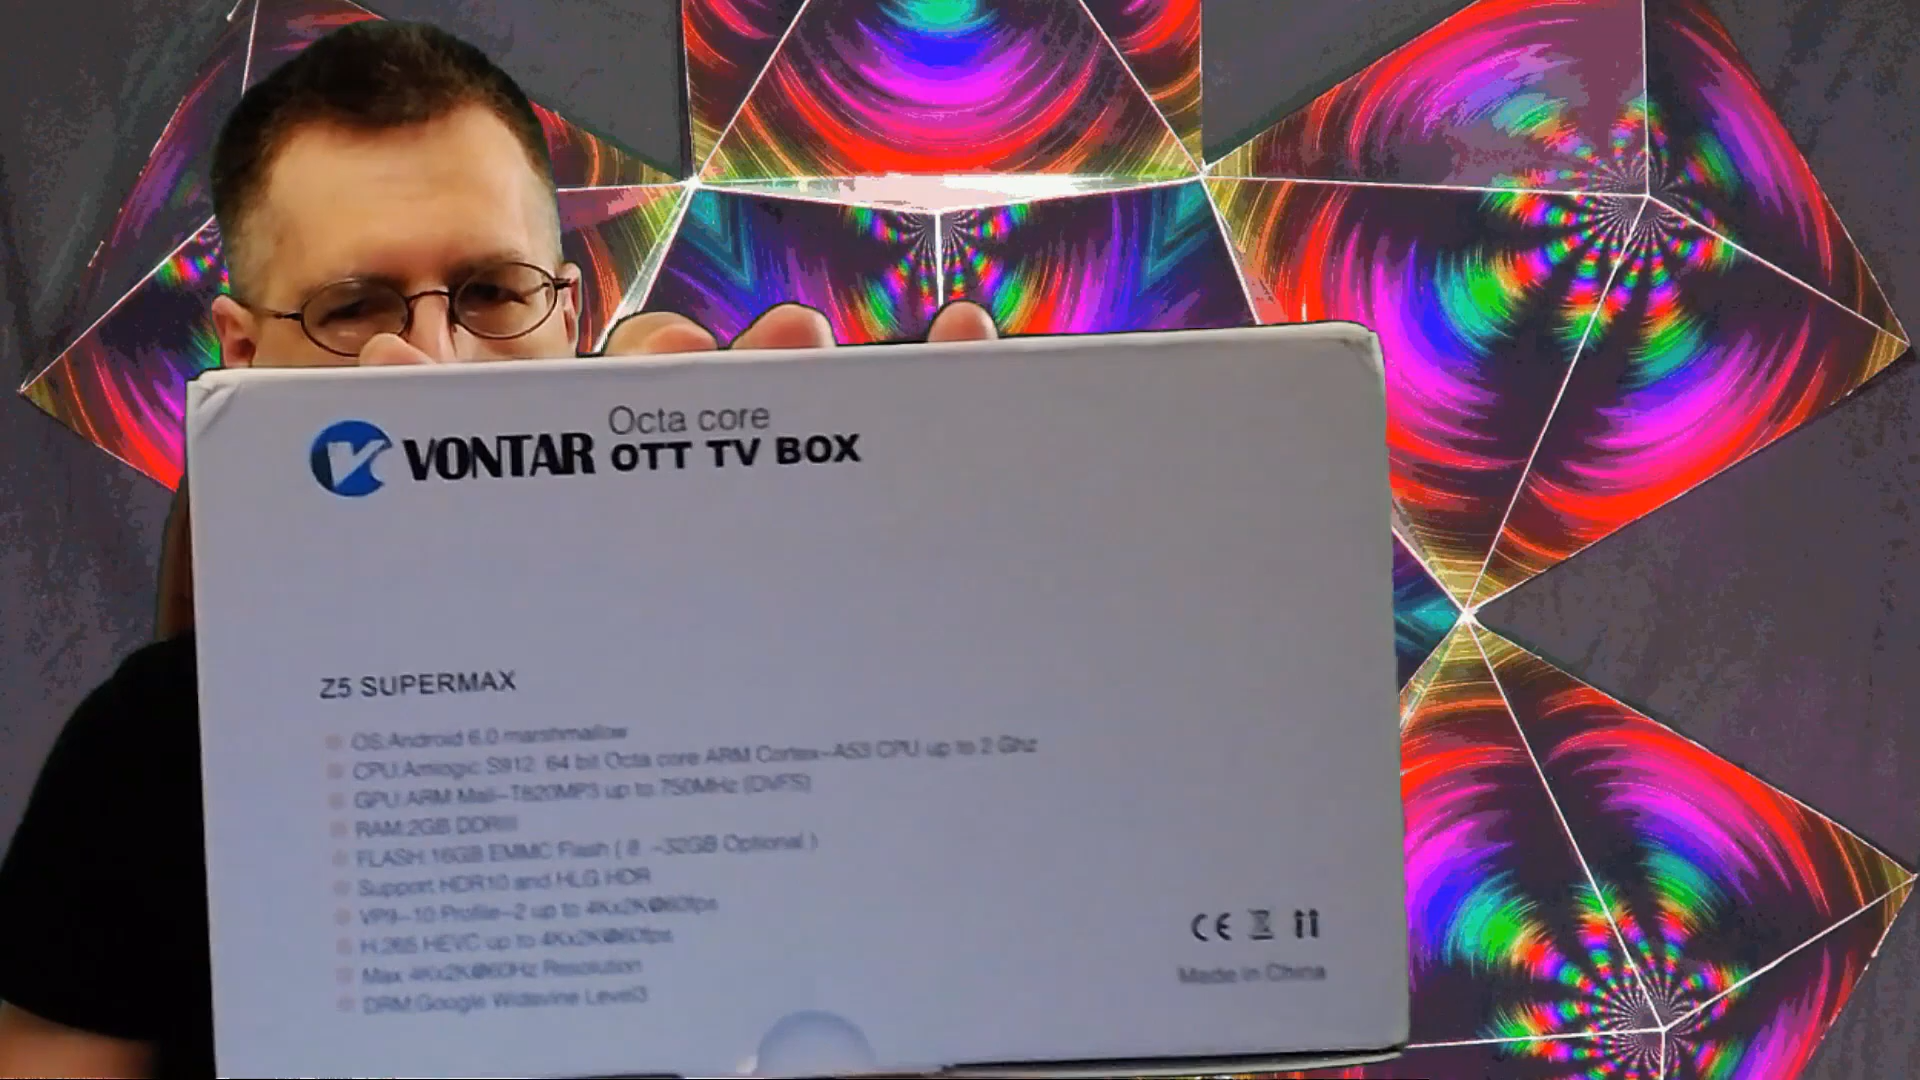 VONTAR
Octa core
OTT TV BOX
Z5 SUPERMAX
OS:Android 6.0 marshmallow
CPU:Amlogic S912 64 bit Octa core ARM Cortex-A53 CPU up to 2 Ghz
GPU:ARM Mali-T820MP3 up to 750MHz (DVFS)
RAM:2GB DDRIII
FLASH:16GB EMMC Flash ( 8 -32GB Optional )
Support HDR10 and HLG HDR
VP9-10 Profile-2 up to 4Kx2K@60fps
H.265 HEVC up to 4Kx2K@60fps
Max 4Kx2K@60Hz Resolution
DRM:Google Widevine Level3
CE
Made in China